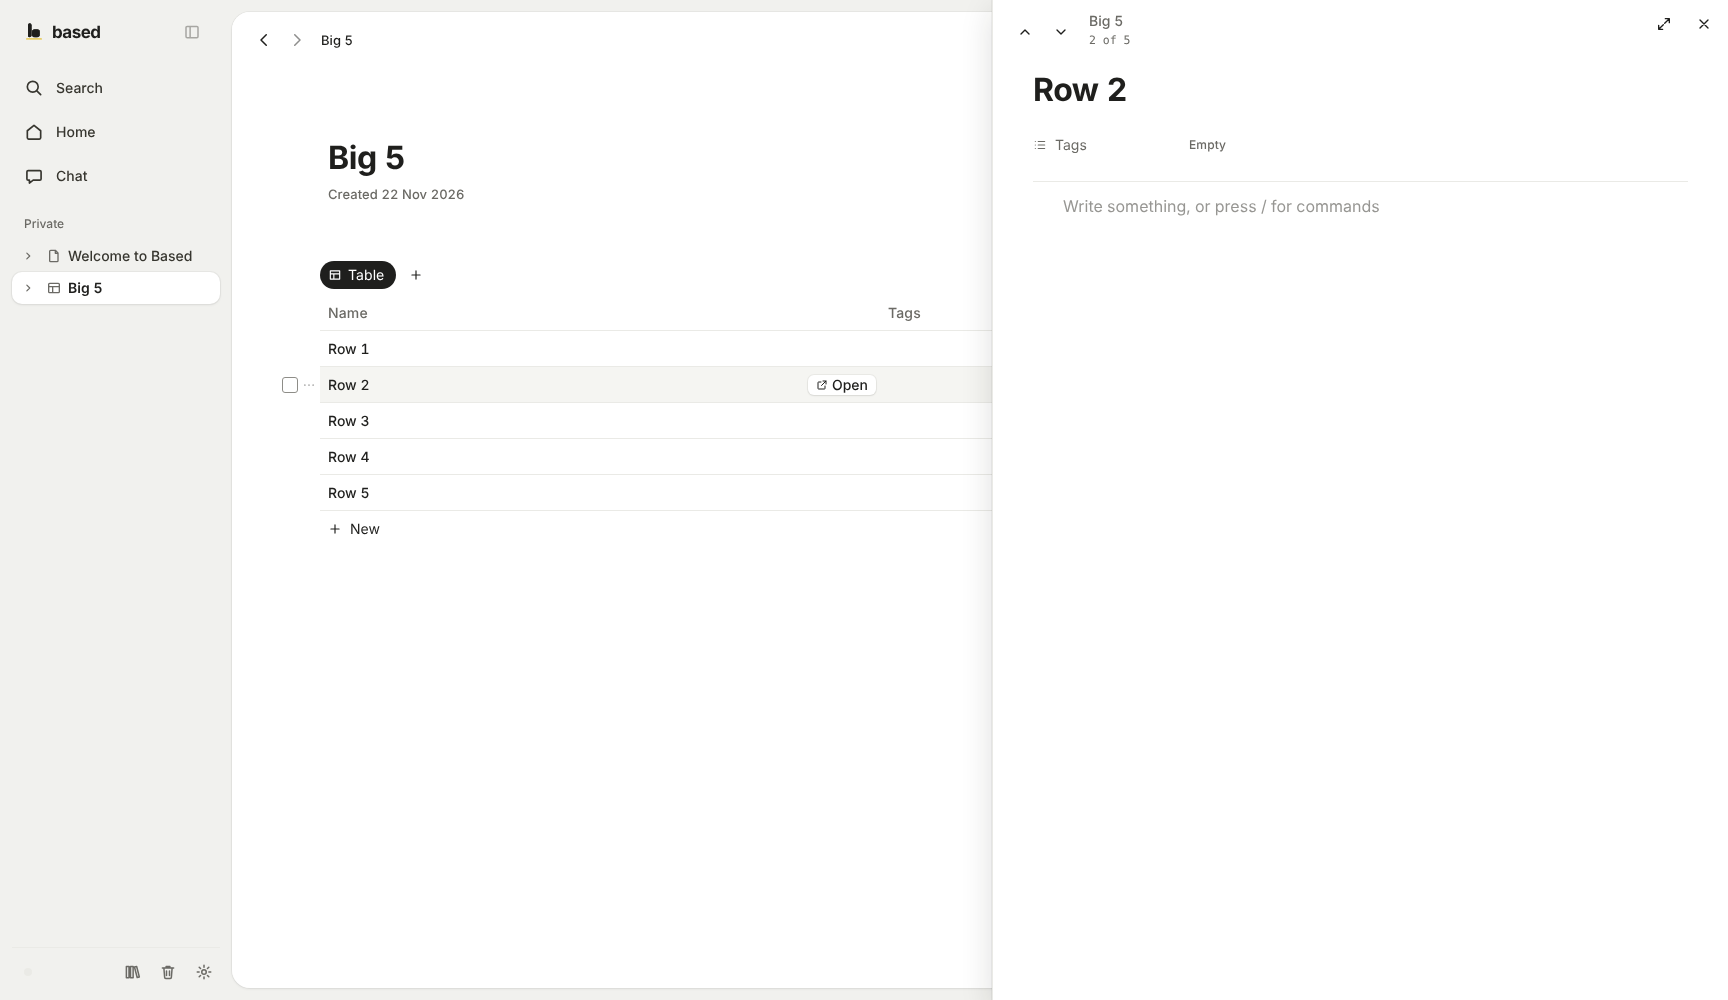 based
Search
Home
Chat
Private
Welcome to Based
Big 5
Big 5
Big 5
Created 22 Nov 2026
Table
Name Tags
Row 1
Row 2 Open
Row 3
Row 4
Row 5
New
Big 5
2 of 5
Row 2
Tags Empty
Write something, or press / for commands